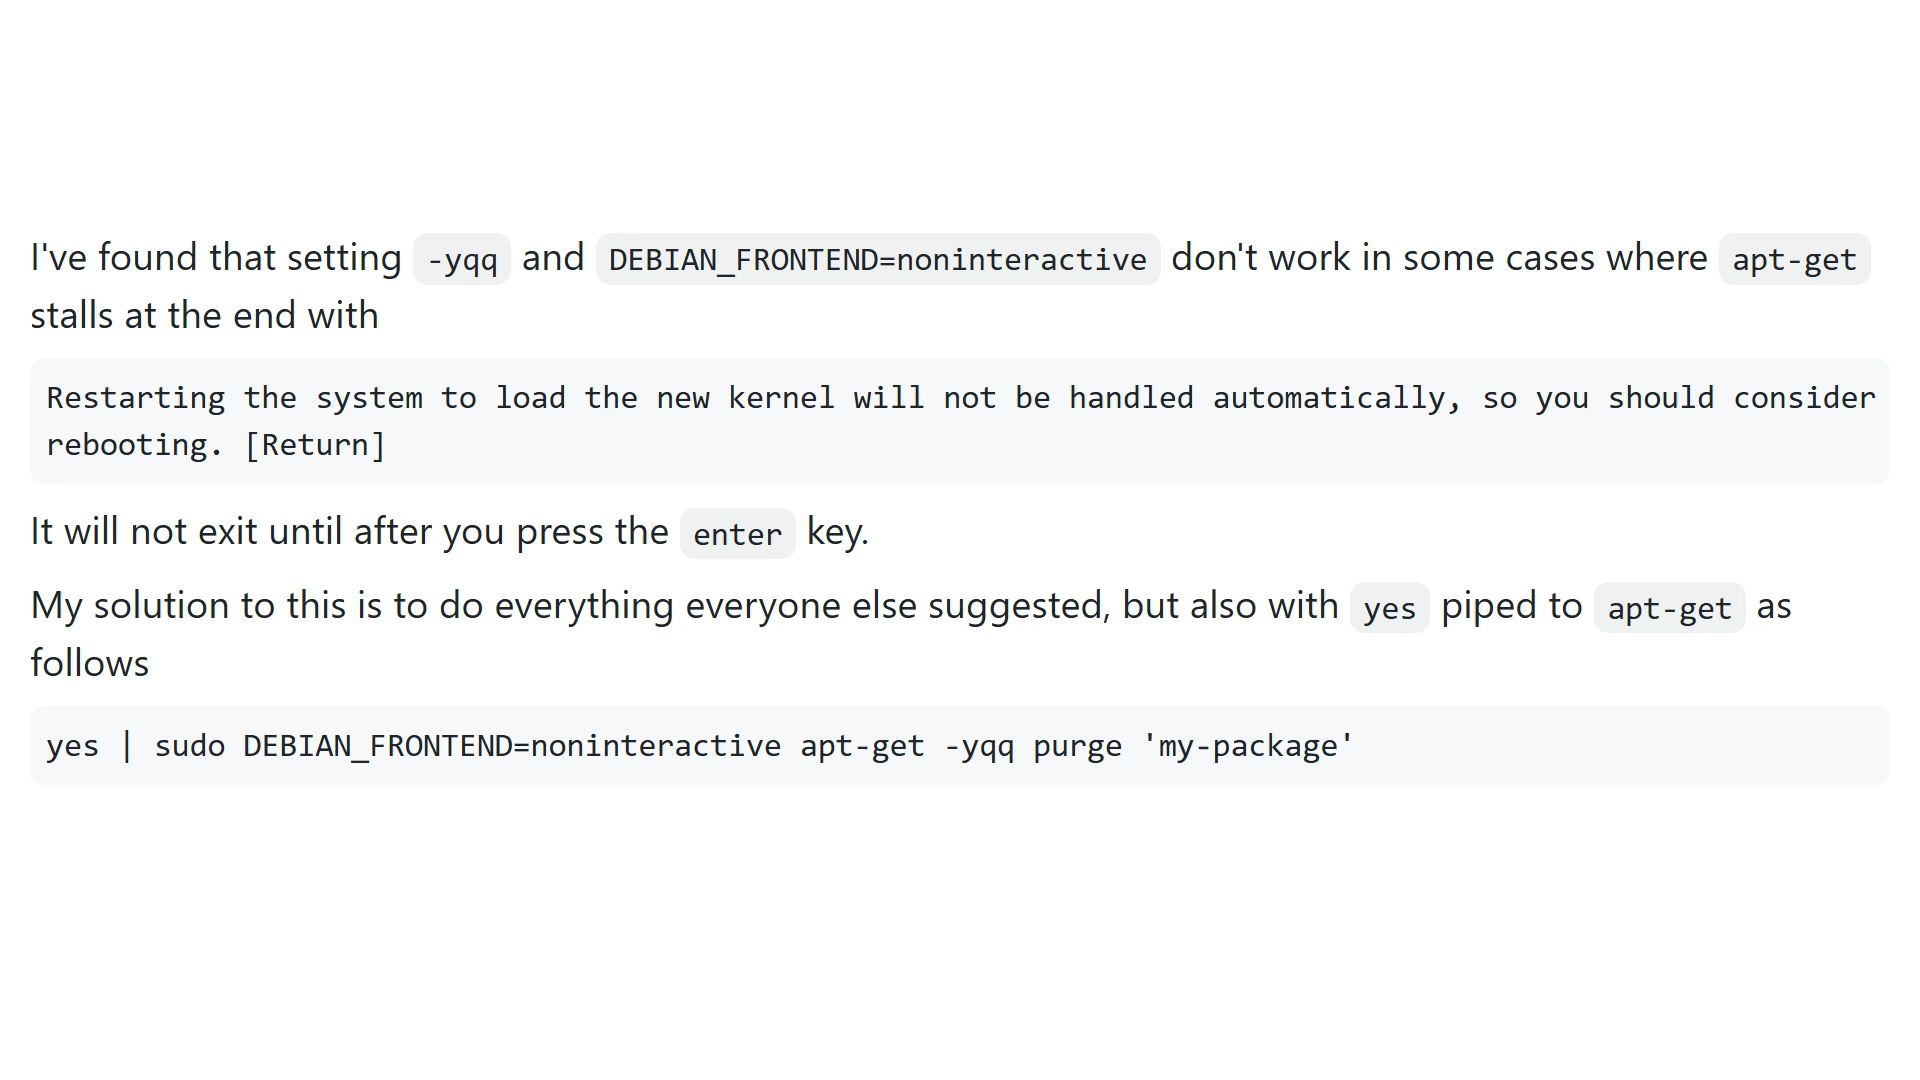 I've found that setting -yqq and DEBIAN_FRONTEND=noninteractive don't work in some cases where apt-get
stalls at the end with
Restarting the system to load the new kernel will not be handled automatically, so you should consider
rebooting. [Return]
It will not exit until after you press the enter key.
My solution to this is to do everything everyone else suggested, but also with yes piped to apt-get as
follows
yes | sudo DEBIAN_FRONTEND=noninteractive apt-get -yqq purge 'my-package'